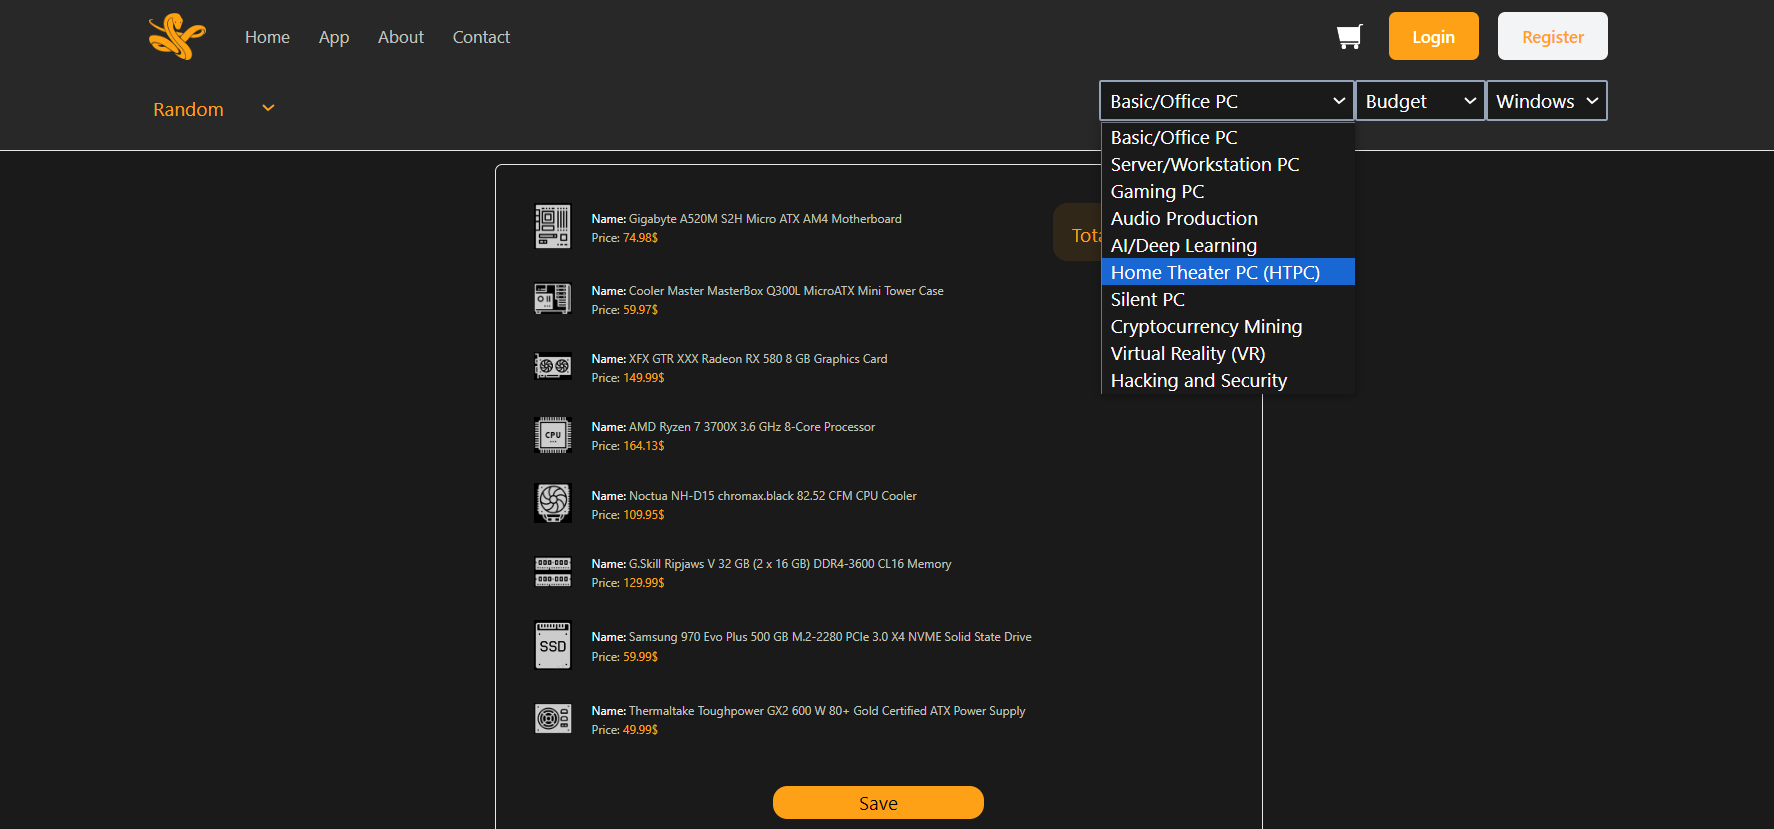 Home App About Contact
Login
Register
Random
Basic/Office PC
Budget
Windows
Basic/Office PC
Server/Workstation PC
Gaming PC
Audio Production
AI/Deep Learning
Home Theater PC (HTPC)
Silent PC
Cryptocurrency Mining
Virtual Reality (VR)
Hacking and Security
Name: Gigabyte A520M S2H Micro ATX AM4 Motherboard
Price: 74.98$
Name: Cooler Master MasterBox Q300L MicroATX Mini Tower Case
Price: 59.97$
Name: XFX GTR XXX Radeon RX 580 8 GB Graphics Card
Price: 149.99$
CPU
Name: AMD Ryzen 7 3700X 3.6 GHz 8-Core Processor
Price: 164.13$
Name: Noctua NH-D15 chromax.black 82.52 CFM CPU Cooler
Price: 109.95$
Name: G.Skill Ripjaws V 32 GB (2 x 16 GB) DDR4-3600 CL16 Memory
Price: 129.99$
SSD
Name: Samsung 970 Evo Plus 500 GB M.2-2280 PCIe 3.0 X4 NVME Solid State Drive
Price: 59.99$
Name: Thermaltake Toughpower GX2 600 W 80+ Gold Certified ATX Power Supply
Price: 49.99$
Save